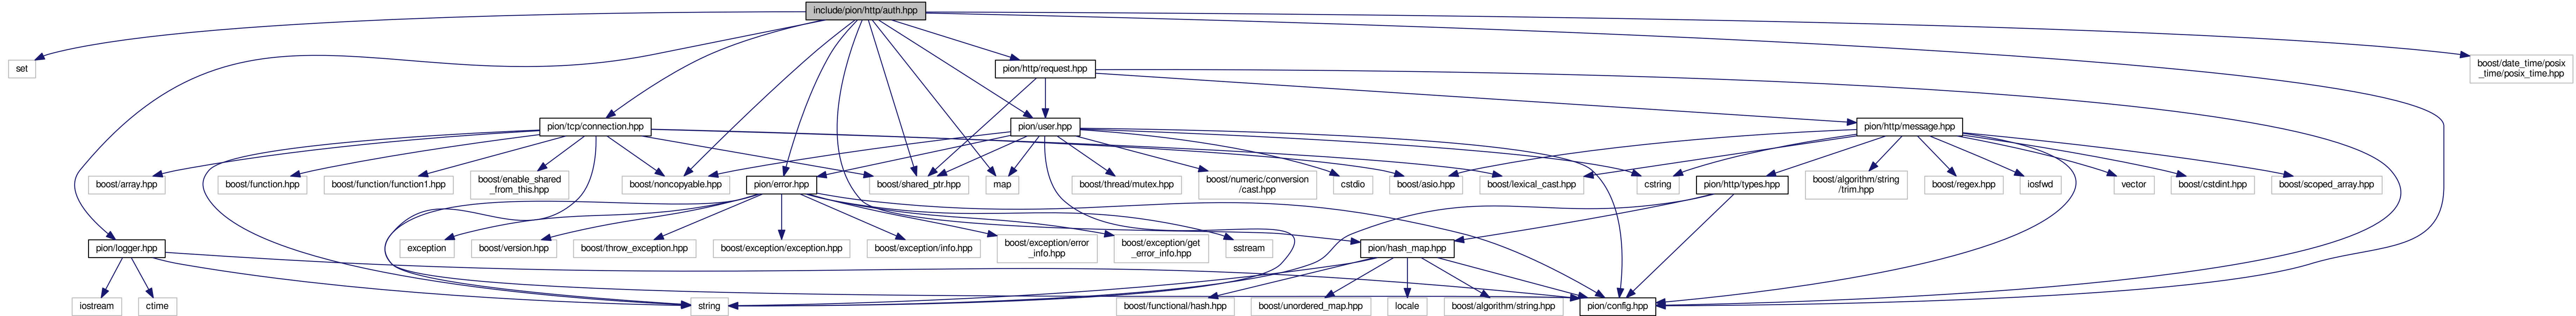 include/pion/http/auth.hpp
set
pion/http/request.hpp
boost/date_time/posix
_time/posix_time.hpp
pion/tcp/connection.hpp
pion/user.hpp
pion/http/message.hpp
boost/array.hpp
boost/function.hpp
boost/function/function1.hpp
boost/enable_shared
_from_this.hpp
boost/noncopyable.hpp
pion/error.hpp
boost/shared_ptr.hpp
map
boost/thread/mutex.hpp
boost/numeric/conversion
/cast.hpp
cstdio
boost/asio.hpp
boost/lexical_cast.hpp
cstring
pion/http/types.hpp
boost/algorithm/string
/trim.hpp
boost/regex.hpp
iosfwd
vector
boost/cstdint.hpp
boost/scoped_array.hpp
pion/logger.hpp
exception
boost/version.hpp
boost/throw_exception.hpp
boost/exception/exception.hpp
boost/exception/info.hpp
boost/exception/error
_info.hpp
boost/exception/get
_error_info.hpp
sstream
pion/hash_map.hpp
iostream
ctime
string
boost/functional/hash.hpp
boost/unordered_map.hpp
locale
boost/algorithm/string.hpp
pion/config.hpp